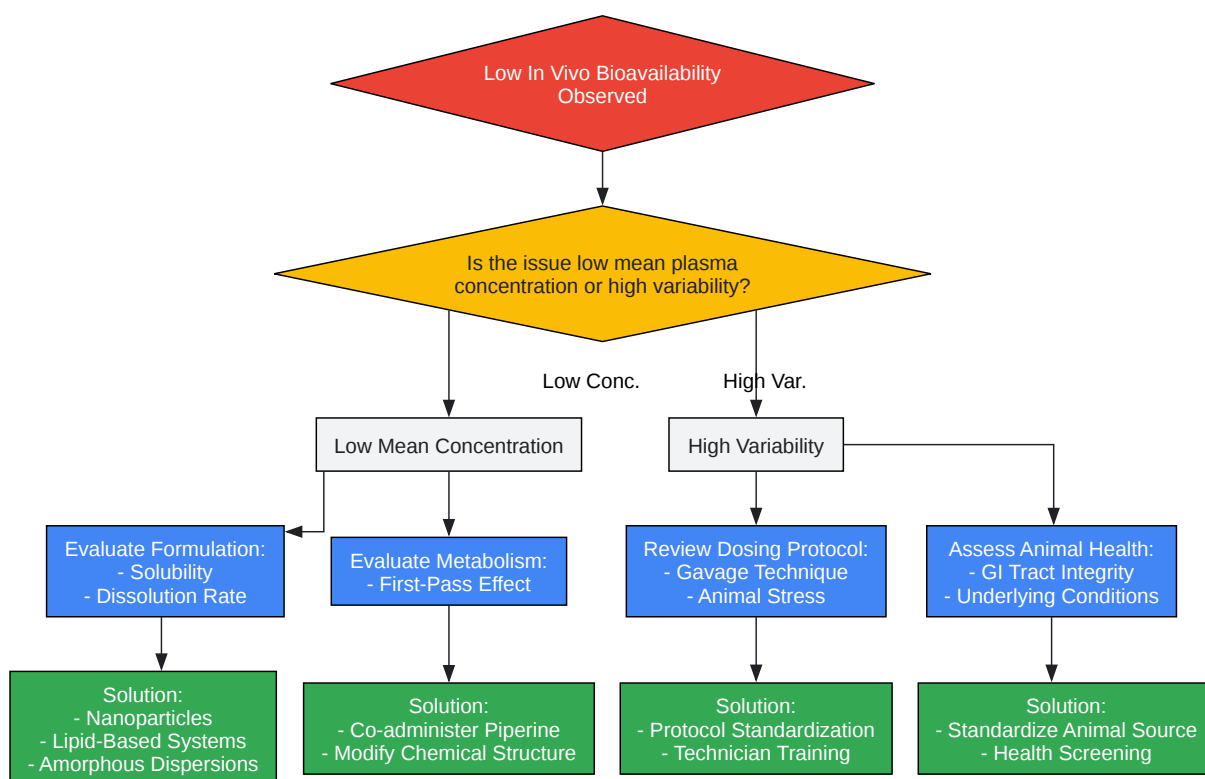 Low In Vivo Bioavailability
Observed
Is the issue low mean plasma
concentration or high variability?
Low Conc.
High Var.
Low Mean Concentration
High Variability
Evaluate Formulation:
- Solubility
- Dissolution Rate
Evaluate Metabolism:
- First-Pass Effect
Review Dosing Protocol:
- Gavage Technique
- Animal Stress
Assess Animal Health:
- GI Tract Integrity
- Underlying Conditions
Solution:
- Nanoparticles
- Lipid-Based Systems
- Amorphous Dispersions
Solution:
- Co-administer Piperine
- Modify Chemical Structure
Solution:
- Protocol Standardization
- Technician Training
Solution:
- Standardize Animal Source
- Health Screening